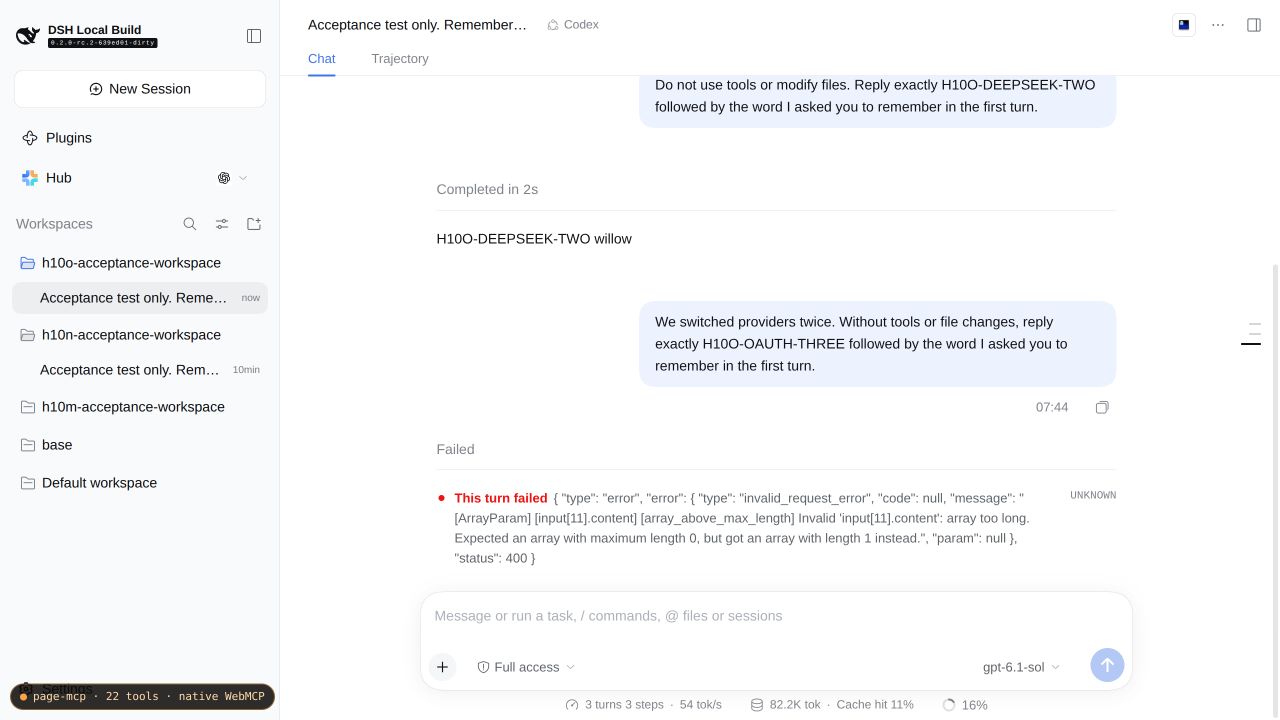 DSH Local Build
0.2.0-rc.2-639ed01-dirty
New Session
Plugins
Hub
Workspaces
h10o-acceptance-workspace
Acceptance test only. Reme… now
h10n-acceptance-workspace
Acceptance test only. Rem… 10min
h10m-acceptance-workspace
base
Default workspace
Settings
page-mcp · 22 tools · native WebMCP
Acceptance test only. Remember… Codex
Chat Trajectory
Do not use tools or modify files. Reply exactly H10O-DEEPSEEK-TWO
followed by the word I asked you to remember in the first turn.
Completed in 2s
H10O-DEEPSEEK-TWO willow
We switched providers twice. Without tools or file changes, reply
exactly H10O-OAUTH-THREE followed by the word I asked you to
remember in the first turn.
07:44
Failed
This turn failed { "type": "error", "error": { "type": "invalid_request_error", "code": null, "message": " UNKNOWN
[ArrayParam] [input[11].content] [array_above_max_length] Invalid 'input[11].content': array too long.
Expected an array with maximum length 0, but got an array with length 1 instead.", "param": null },
"status": 400 }
Message or run a task, / commands, @ files or sessions
Full access gpt-6.1-sol
3 turns 3 steps · 54 tok/s 82.2K tok · Cache hit 11% 16%